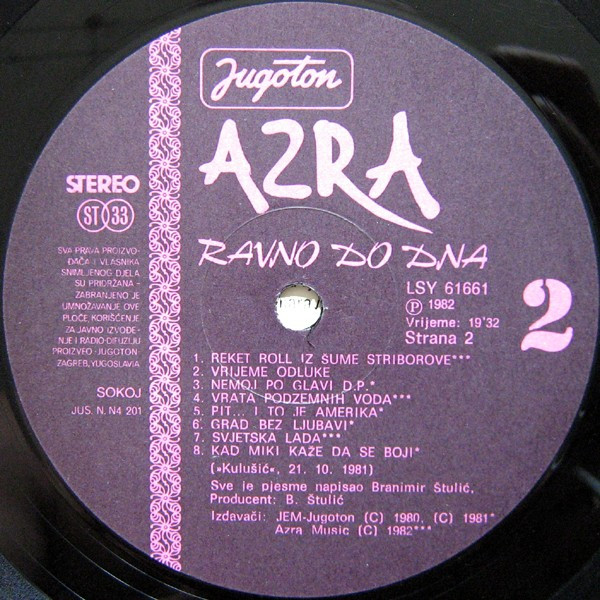 Jugoton
AZRA
RAVNO DO DNA
STEREO
ST 33
SVA PRAVA PROIZVO-
ĐAČA I VLASNIKA
SNIMLJENOG DJELA
SU PRIDRŽANA -
ZABRANJENO JE
UMNOŽAVANJE OVE
PLOČE, KORIŠĆENJE
ZA JAVNO IZVOĐE-
NJE I RADIO-DIFUZIJU
PROIZVEO »JUGOTON«
ZAGREB, YUGOSLAVIA
SOKOJ
JUS. N. N4 201
LSY 61661
Ⓟ 1982
Vrijeme: 19'32
Strana 2
2
1. REKET ROLL IZ ŠUME STRIBOROVE***
2. VRIJEME ODLUKE
3. NEMOJ PO GLAVI D.P.*
4. VRATA PODZEMNIH VODA***
5. PIT... I TO JE AMERIKA*
6. GRAD BEZ LJUBAVI*
7. SVJETSKA LADA***
8. KAD MIKI KAŽE DA SE BOJI*
(»Kulušić«, 21. 10. 1981)
Sve je pjesme napisao Branimir Štulić,
Producent: B. Štulić
Izdavači: JEM-Jugoton (C) 1980, (C) 1981*
Azra Music (C) 1982***